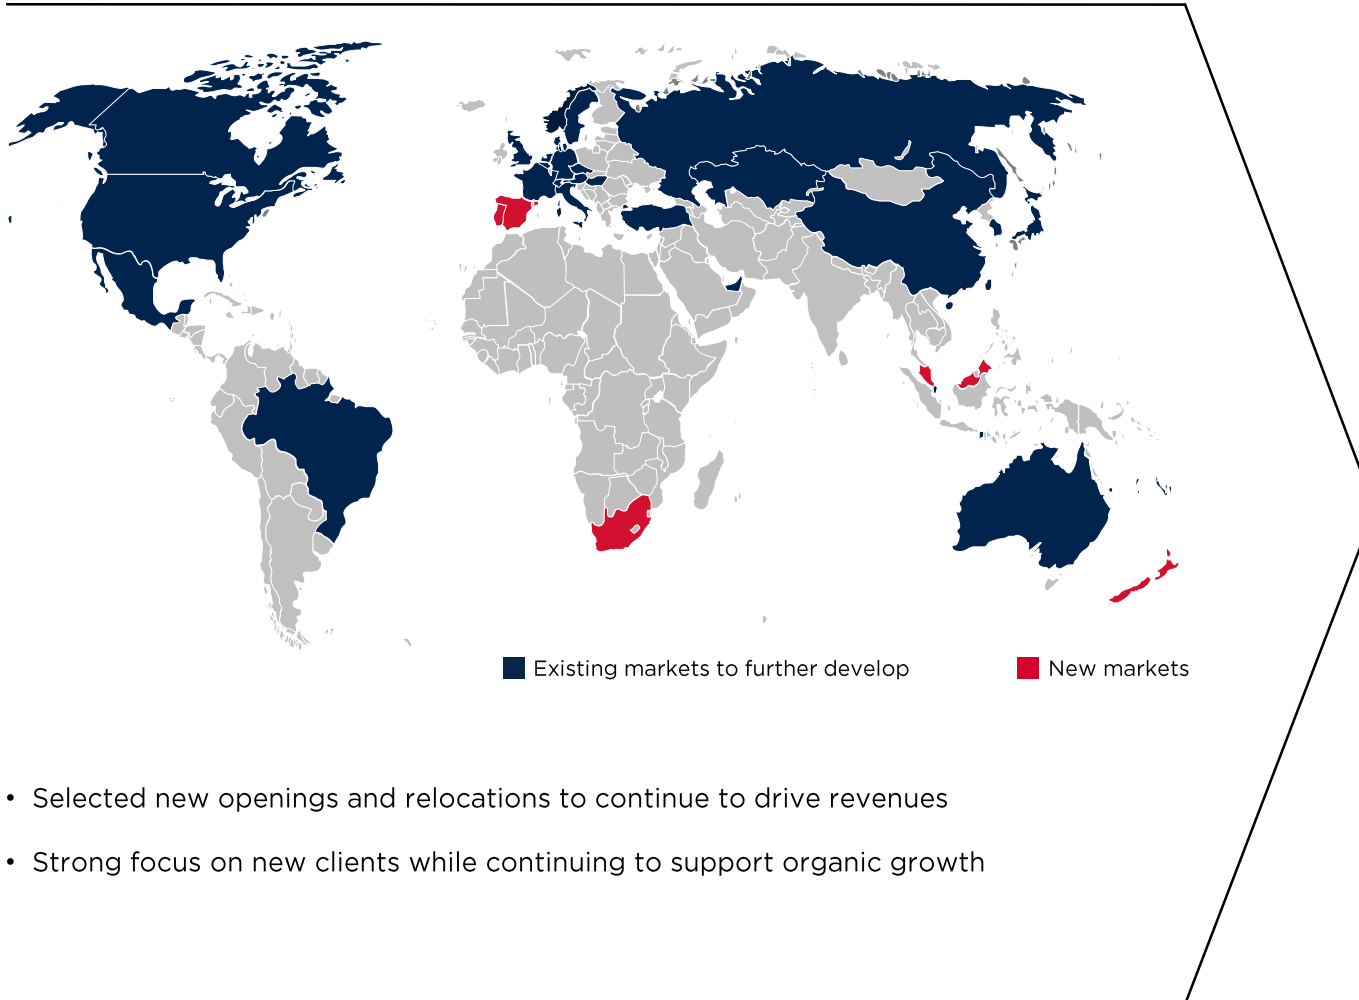 Existing markets to further develop
New markets
• Selected new openings and relocations to continue to drive revenues
• Strong focus on new clients while continuing to support organic growth